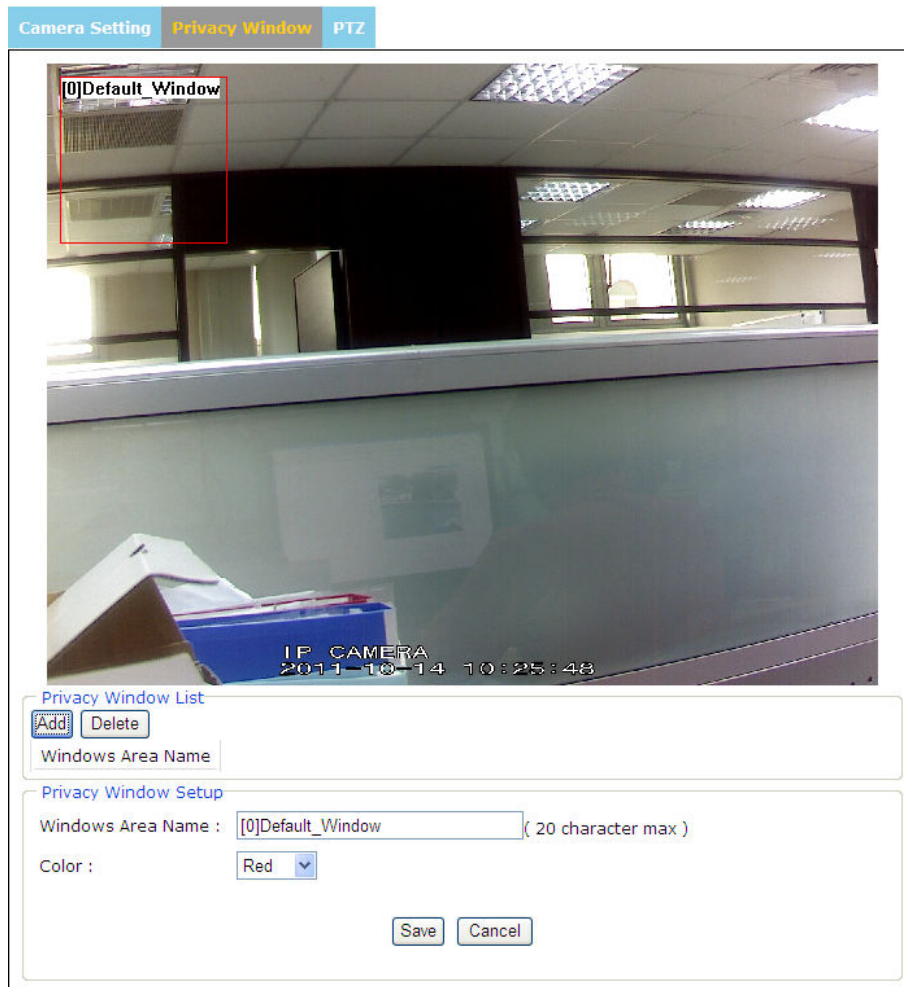 Camera Setting Privacy Window PTZ
[0]Default_Window
IP CAMERA
2011-10-14 10:25:48
Privacy Window List
Add Delete
Windows Area Name
Privacy Window Setup
Windows Area Name : [0]Default_Window ( 20 character max )
Color : Red
Save Cancel